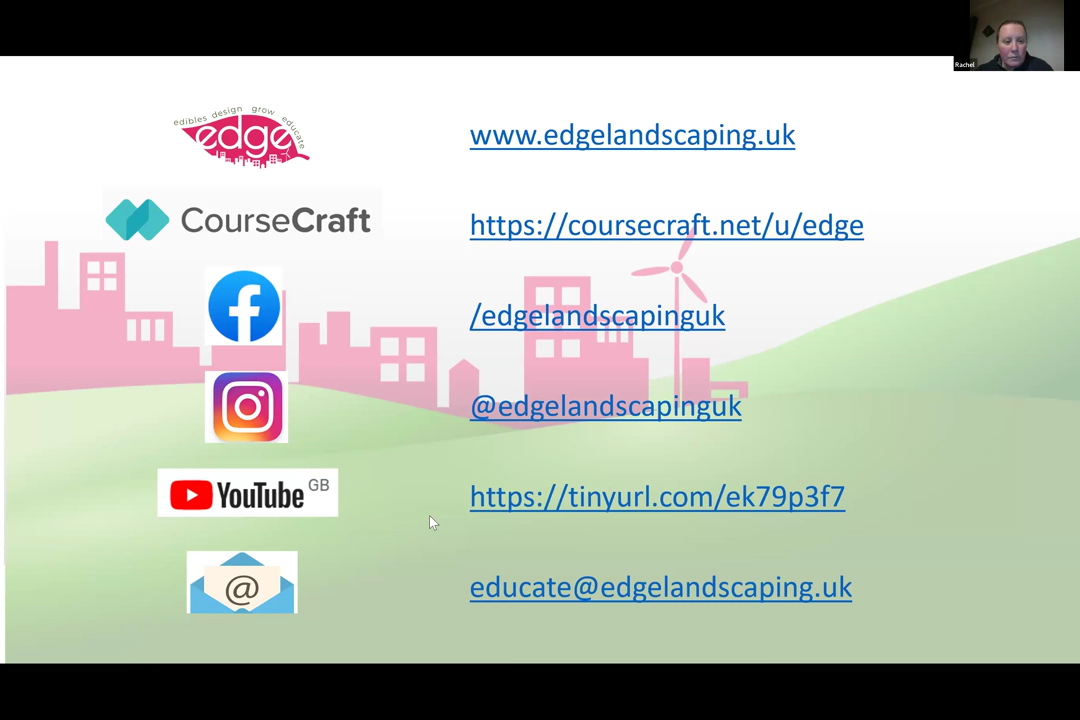 Rachel
edibles design grow educate
edge
www.edgelandscaping.uk
CourseCraft
https://coursecraft.net/u/edge
f
/edgelandscapinguk
@edgelandscapinguk
YouTube GB
https://tinyurl.com/ek79p3f7
@
educate@edgelandscaping.uk